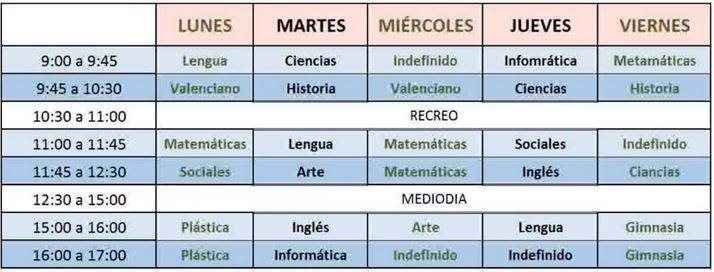 LUNES MARTES MIÉRCOLES JUEVES VIERNES
9:00 a 9:45 Lengua Ciencias Indefinido Infomrática Metamáticas
9:45 a 10:30 Valenciano Historia Valenciano Ciencias Historia
10:30 a 11:00 RECREO
11:00 a 11:45 Matemáticas Lengua Matemáticas Sociales Indefinido
11:45 a 12:30 Sociales Arte Matemáticas Inglés Ciancias
12:30 a 15:00 MEDIODIA
15:00 a 16:00 Plástica Inglés Arte Lengua Gimnasia
16:00 a 17:00 Plástica Informática Indefinido Indefinido Gimnasia